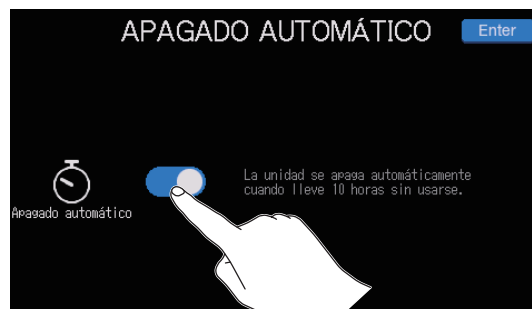 APAGADO AUTOMÁTICO
Enter
La unidad se apaga automáticamente
cuando lleve 10 horas sin usarse.
Apagado automático